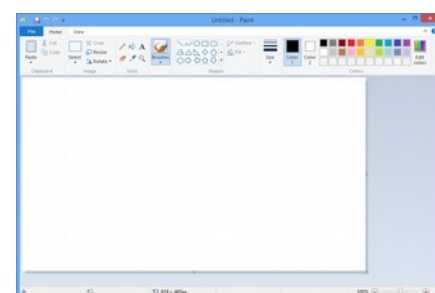 Untitled - Paint
File Home View
Cut
Copy
Paste
Crop
Resize
Rotate
Select
A
Brushes
Outline
Fill
Size
Color 1
Color 2
Edit colors
Clipboard Image Tools Shapes Colors
100%